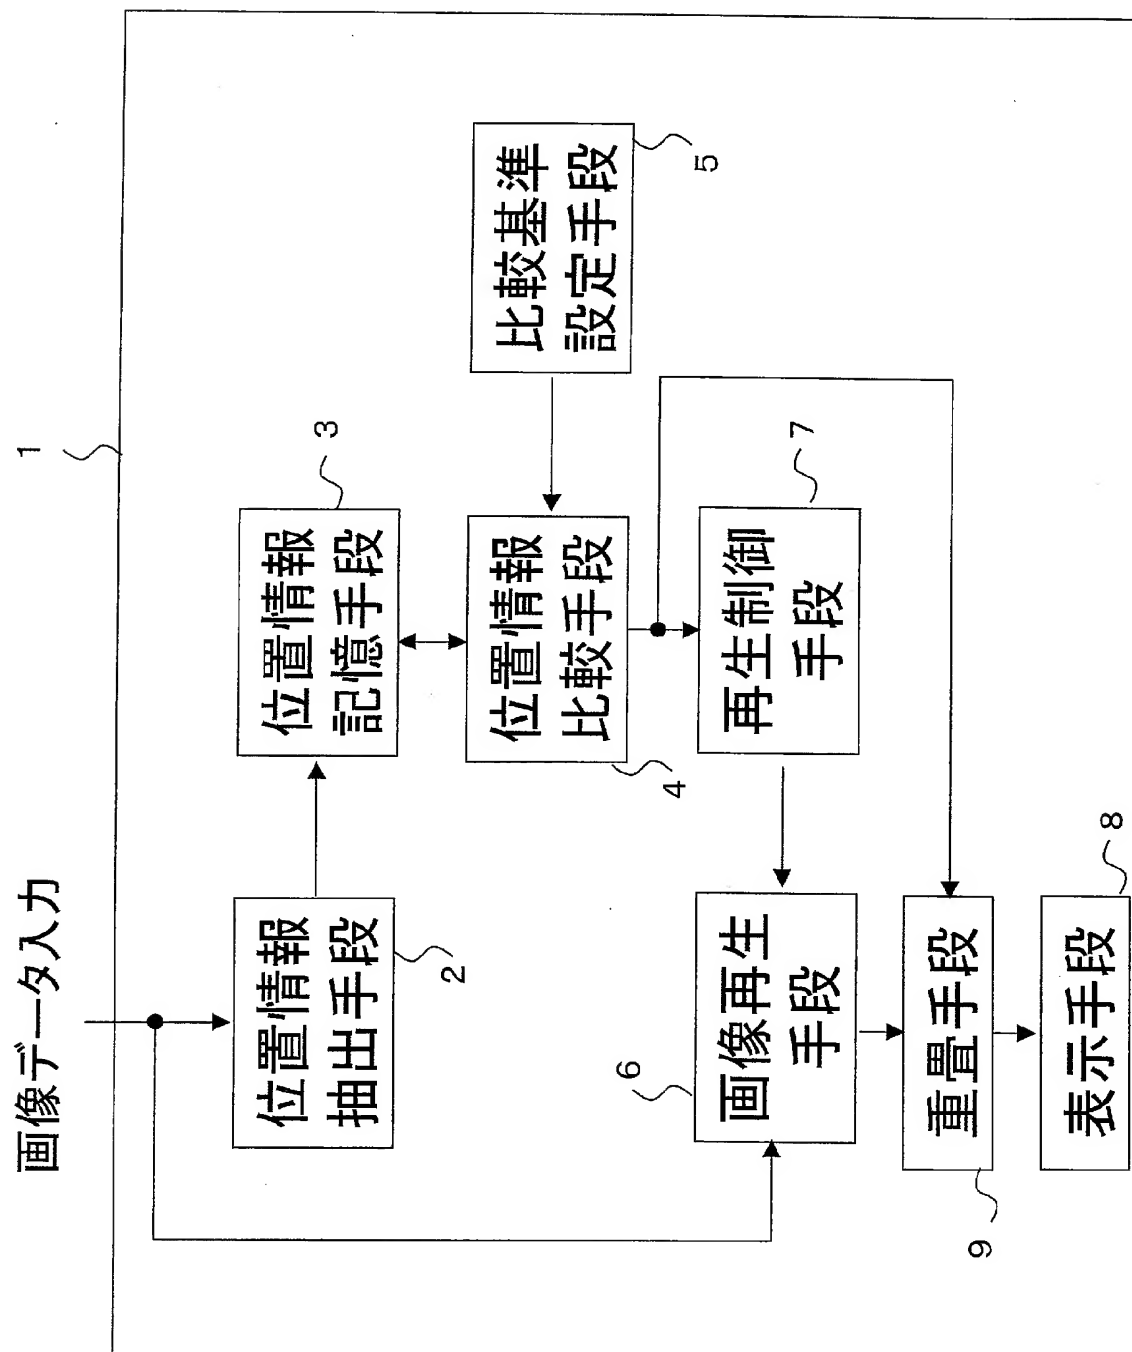 画像データ入力
1
位置情報
抽出手段
2
位置情報
記憶手段
3
位置情報
比較手段
4
比較基準
設定手段
5
画像再生
手段
6
再生制御
手段
7
重畳手段
9
表示手段
8